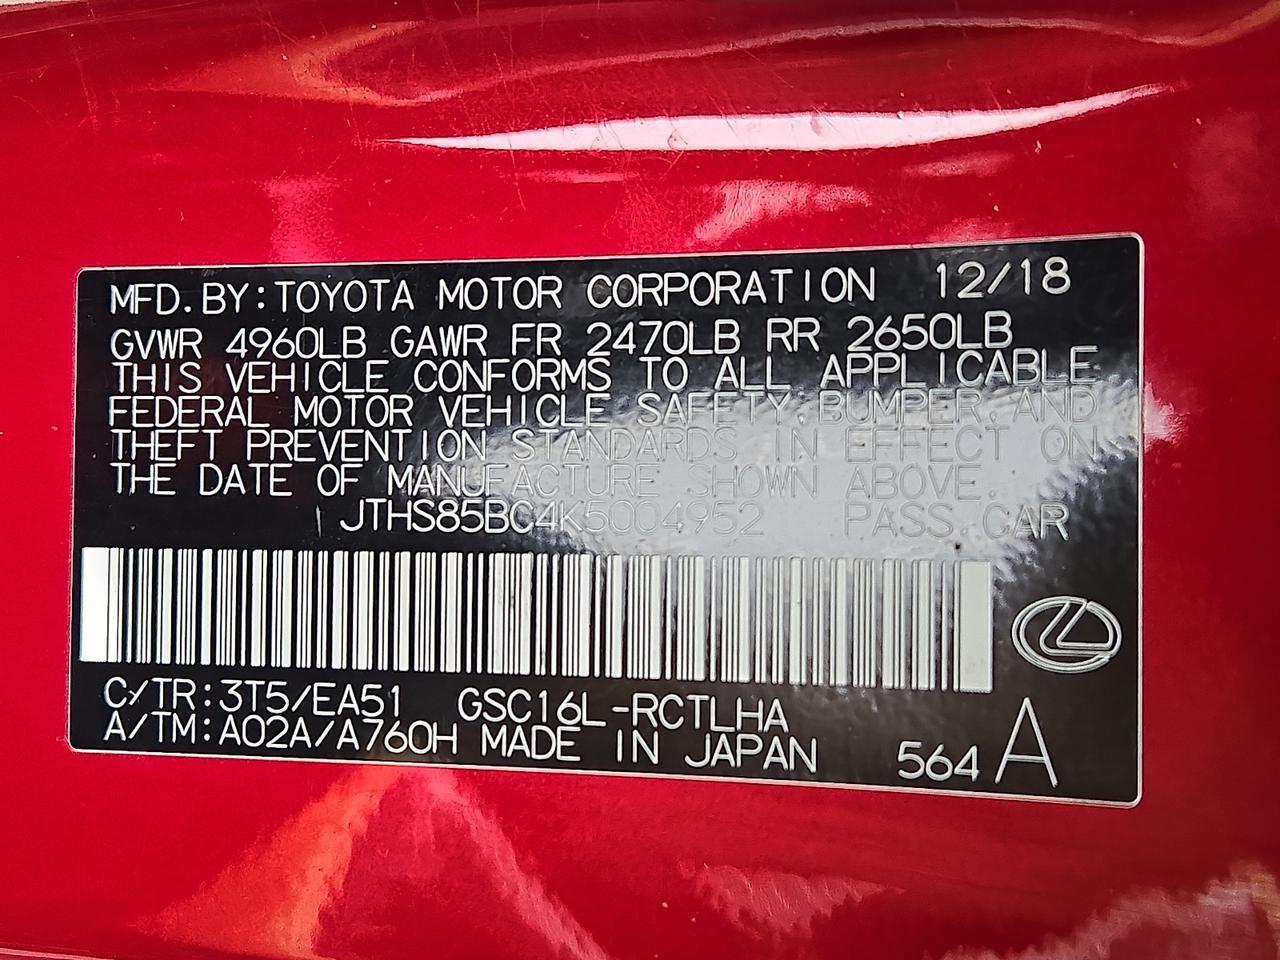 MFD.BY:TOYOTA MOTOR CORPORATION 12/18
GVWR 4960LB GAWR FR 2470LB RR 2650LB
THIS VEHICLE CONFORMS TO ALL APPLICABLE
FEDERAL MOTOR VEHICLE SAFETY, BUMPER, AND
THEFT PREVENTION STANDARDS IN EFFECT ON
THE DATE OF MANUFACTURE SHOWN ABOVE.
JTHS85BC4K5004952 PASS.CAR
C/TR:3T5/EA51 GSC16L-RCTLHA
A/TM:A02A/A760H MADE IN JAPAN 564 A